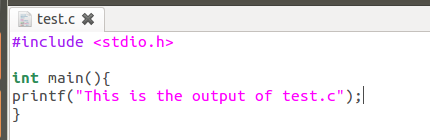 test.c
#include <stdio.h>
int main(){
printf("This is the output of test.c");
}